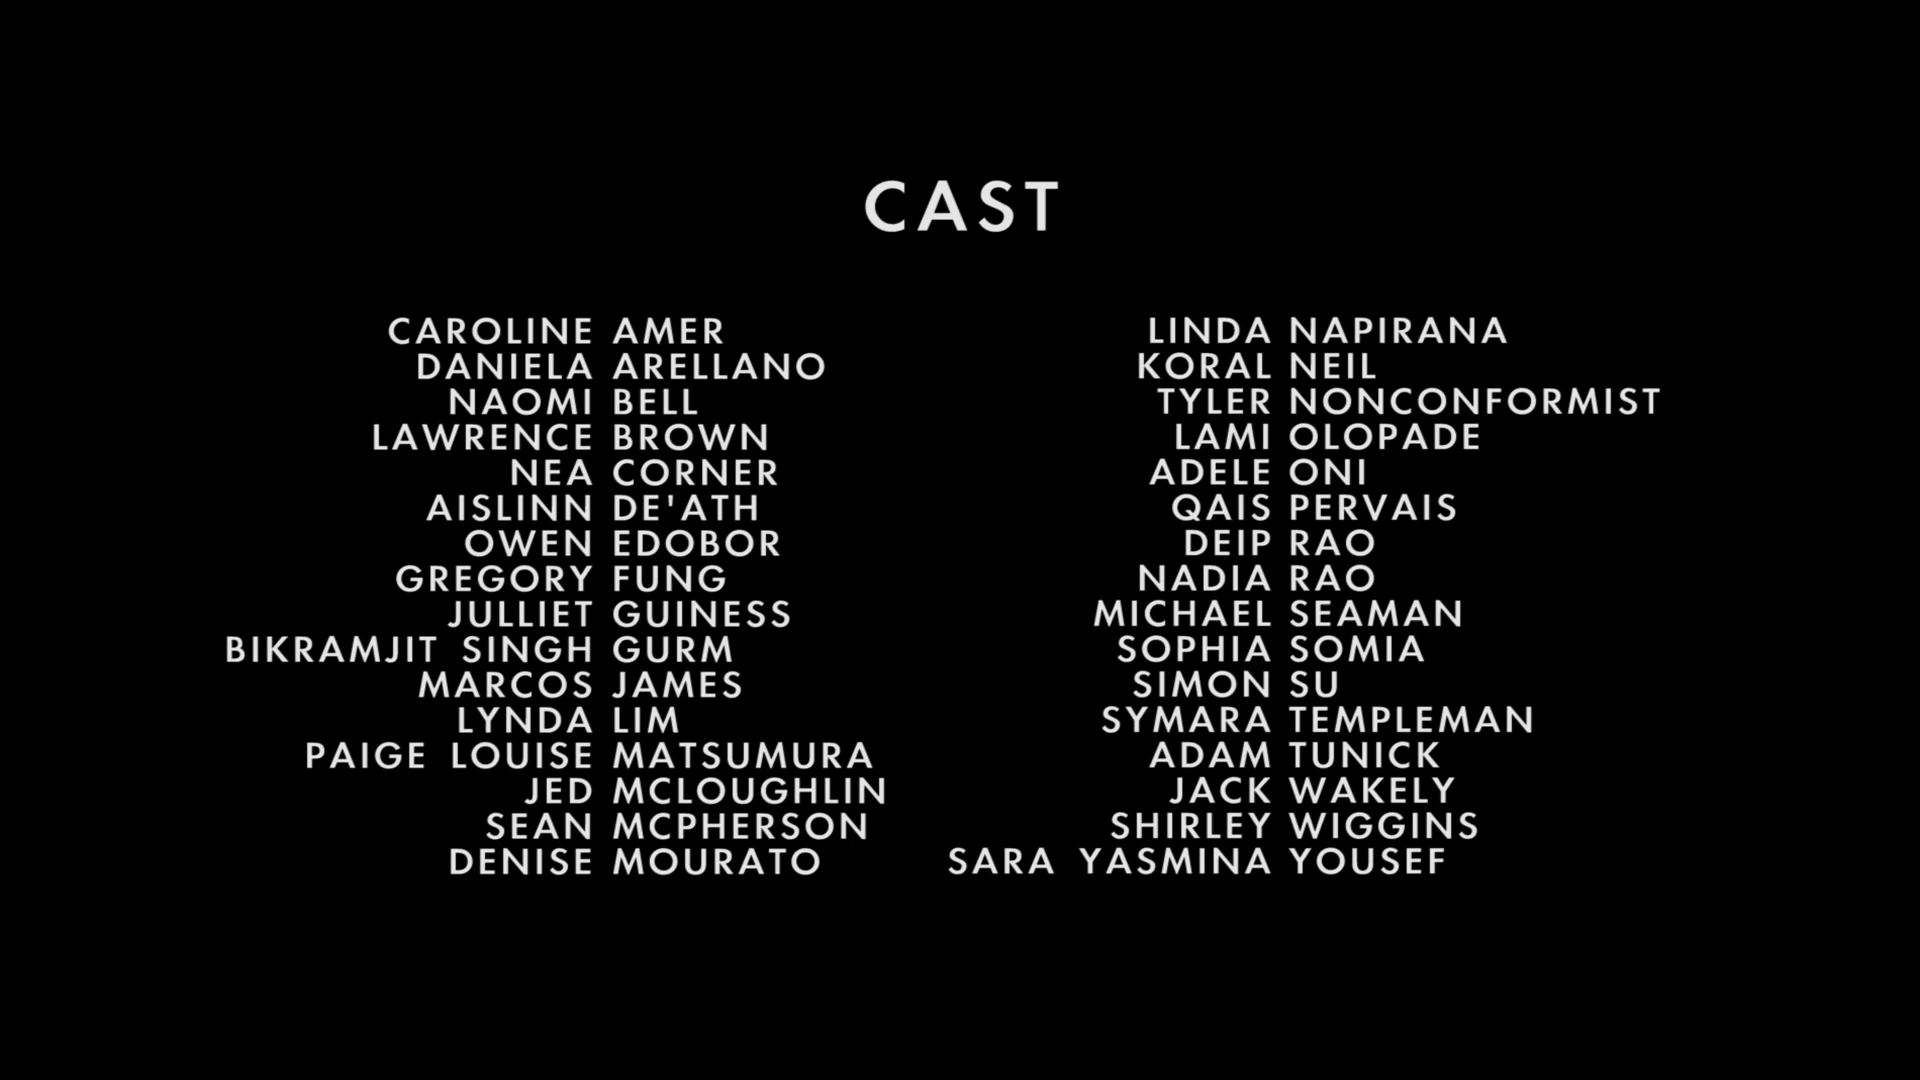 CAST
CAROLINE AMER
DANIELA ARELLANO
NAOMI BELL
LAWRENCE BROWN
NEA CORNER
AISLINN DE'ATH
OWEN EDOBOR
GREGORY FUNG
JULLIET GUINESS
BIKRAMJIT SINGH GURM
MARCOS JAMES
LYNDA LIM
PAIGE LOUISE MATSUMURA
JED MCLOUGHLIN
SEAN MCPHERSON
DENISE MOURATO
LINDA NAPIRANA
KORAL NEIL
TYLER NONCONFORMIST
LAMI OLOPADE
ADELE ONI
QAIS PERVAIS
DEIP RAO
NADIA RAO
MICHAEL SEAMAN
SOPHIA SOMIA
SIMON SU
SYMARA TEMPLEMAN
ADAM TUNICK
JACK WAKELY
SHIRLEY WIGGINS
SARA YASMINA YOUSEF